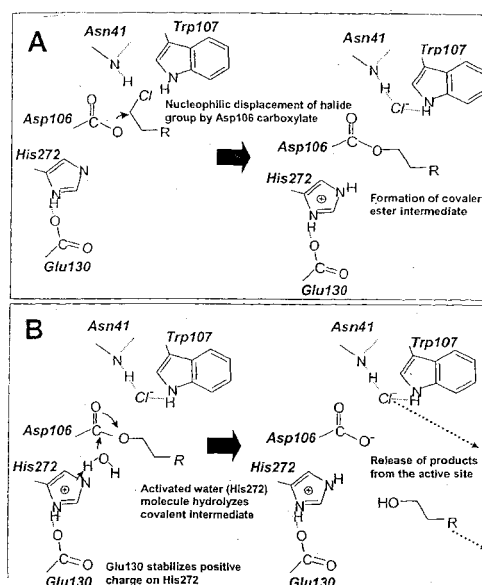 A
Asn41
Trp107
N
H
Cl
N
H
O
C
O
Asp106
R
Nucleophilic displacement of halide
group by Asp106 carboxylate
His272
N
N
H
O
C
O
Glu130
Asn41
Trp107
N
H
Cl⁻
N
H
O
Asp106
C
O
R
His272
N
H
⊕
N
H
Formation of covaler
ester intermediate
O
C
O
Glu130
B
Asn41
Trp107
N
H
Cl⁻
H
N
O
Asp106
C
O
R
His272
H
O
H
N
⊕
N
H
Activated water (His272)
molecule hydrolyzes
covalent intermediate
O
C
O
Glu130
Glu130 stabilizes positive
charge on His272
Asn41
Trp107
N
H
Cl⁻
H
N
O
Asp106
C
O⁻
His272
H
N
⊕
N
H
Release of products
from the active site
HO
R
O
C
O
Glu130